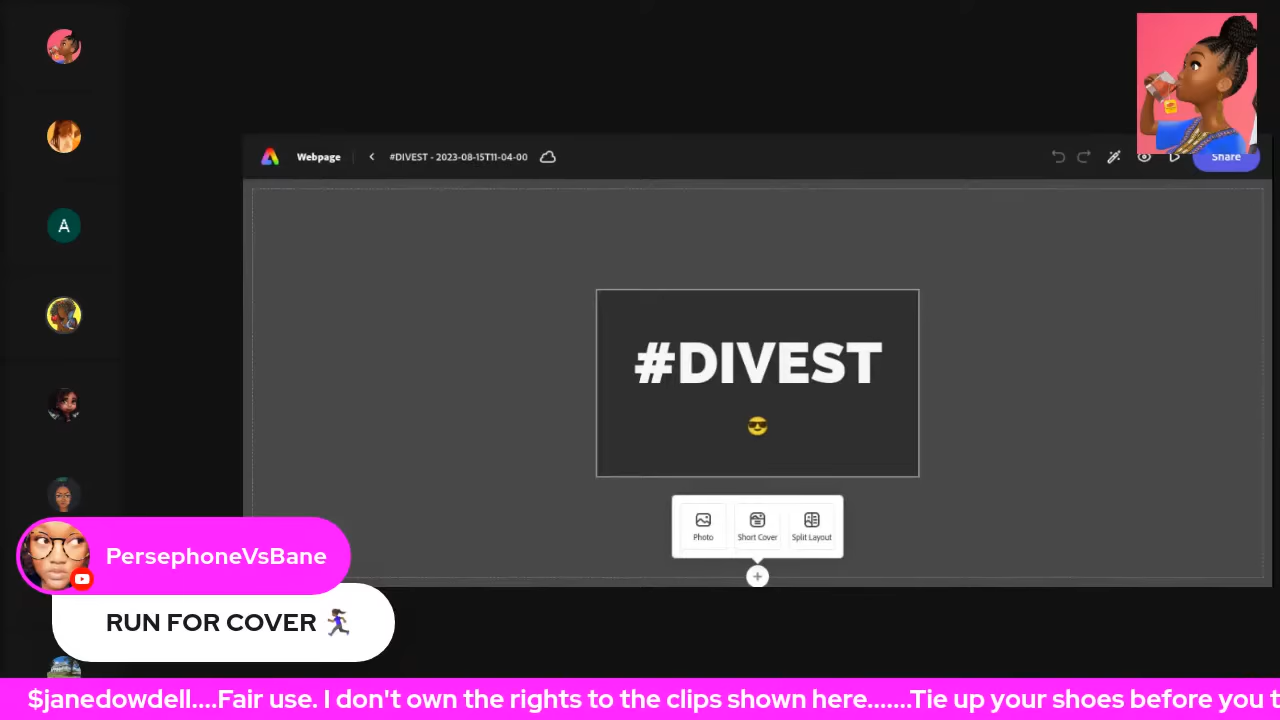 Webpage
#DIVEST - 2023-08-15T11-04-00
Share
A
#DIVEST
😎
Photo
Short Cover
Split Layout
PersephoneVsBane
RUN FOR COVER 🏃🏾‍♀️
$janedowdell....Fair use. I don't own the rights to the clips shown here.......Tie up your shoes before you t